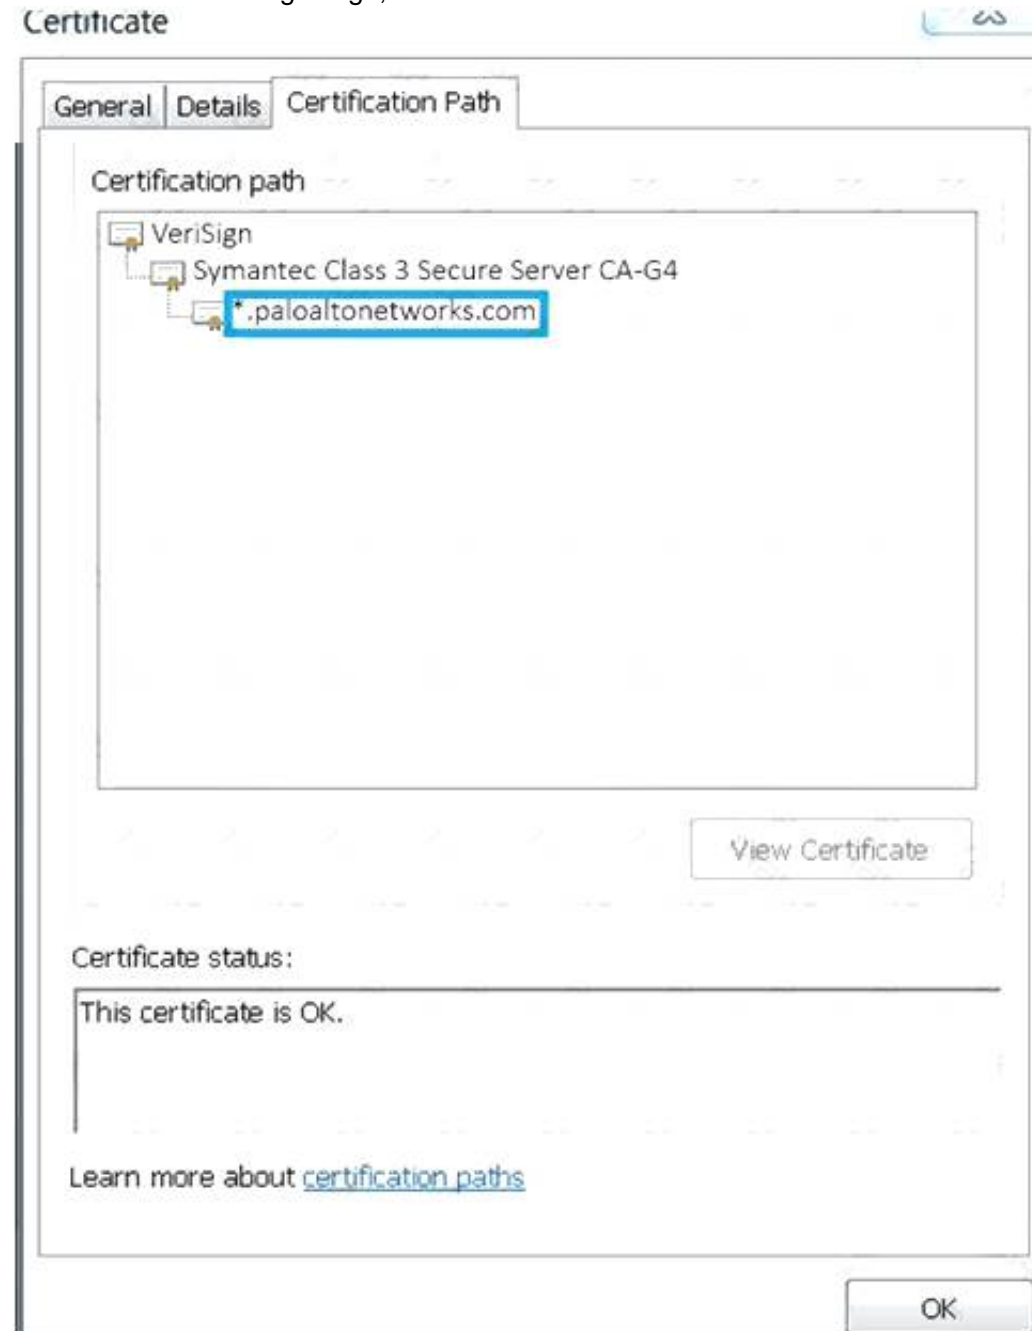 Certificate
General Details Certification Path
Certification path
VeriSign
Symantec Class 3 Secure Server CA-G4
*.paloaltonetworks.com
View Certificate
Certificate status:
This certificate is OK.
Learn more about certification paths
OK